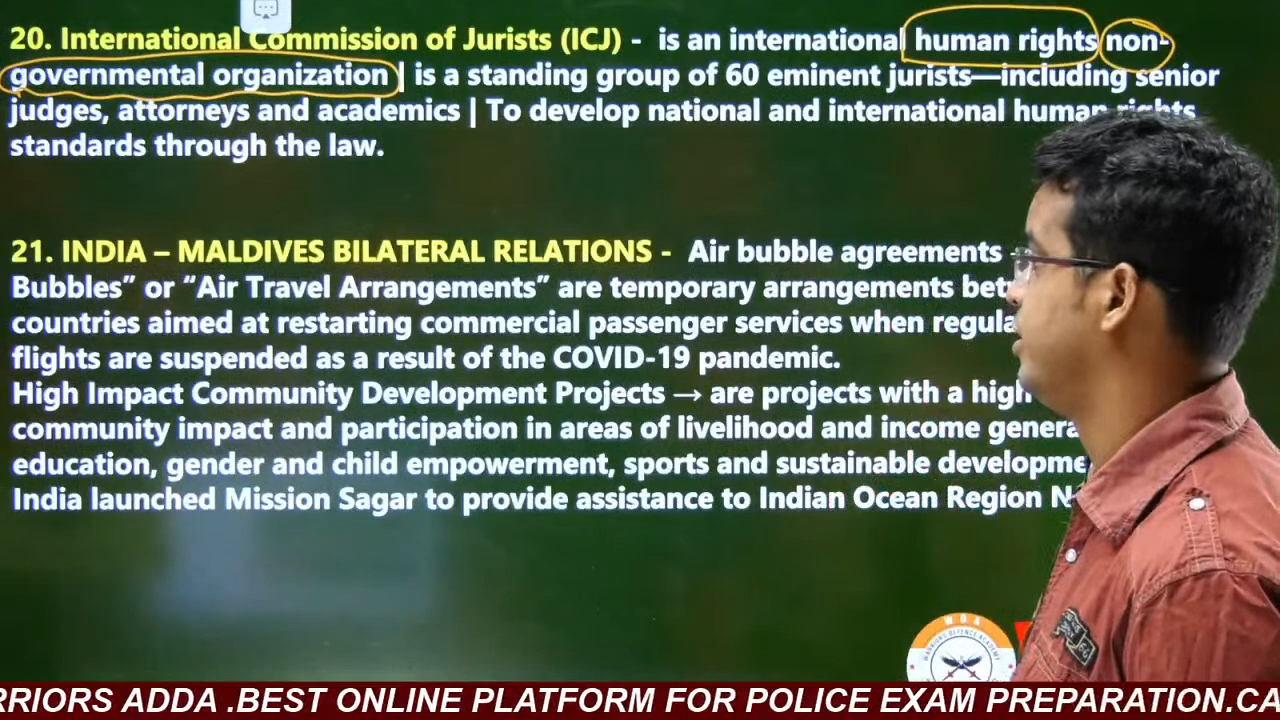 20. International Commission of Jurists (ICJ) - is an international human rights non-
governmental organization | is a standing group of 60 eminent jurists—including senior
judges, attorneys and academics | To develop national and international human rights
standards through the law.
21. INDIA – MALDIVES BILATERAL RELATIONS - Air bubble agreements
Bubbles” or “Air Travel Arrangements” are temporary arrangements bet
countries aimed at restarting commercial passenger services when regula
flights are suspended as a result of the COVID-19 pandemic.
High Impact Community Development Projects → are projects with a high
community impact and participation in areas of livelihood and income genera
education, gender and child empowerment, sports and sustainable developme
India launched Mission Sagar to provide assistance to Indian Ocean Region N
WDA
WARRIORS DEFENCE ACADEMY
RRIORS ADDA .BEST ONLINE PLATFORM FOR POLICE EXAM PREPARATION.CA